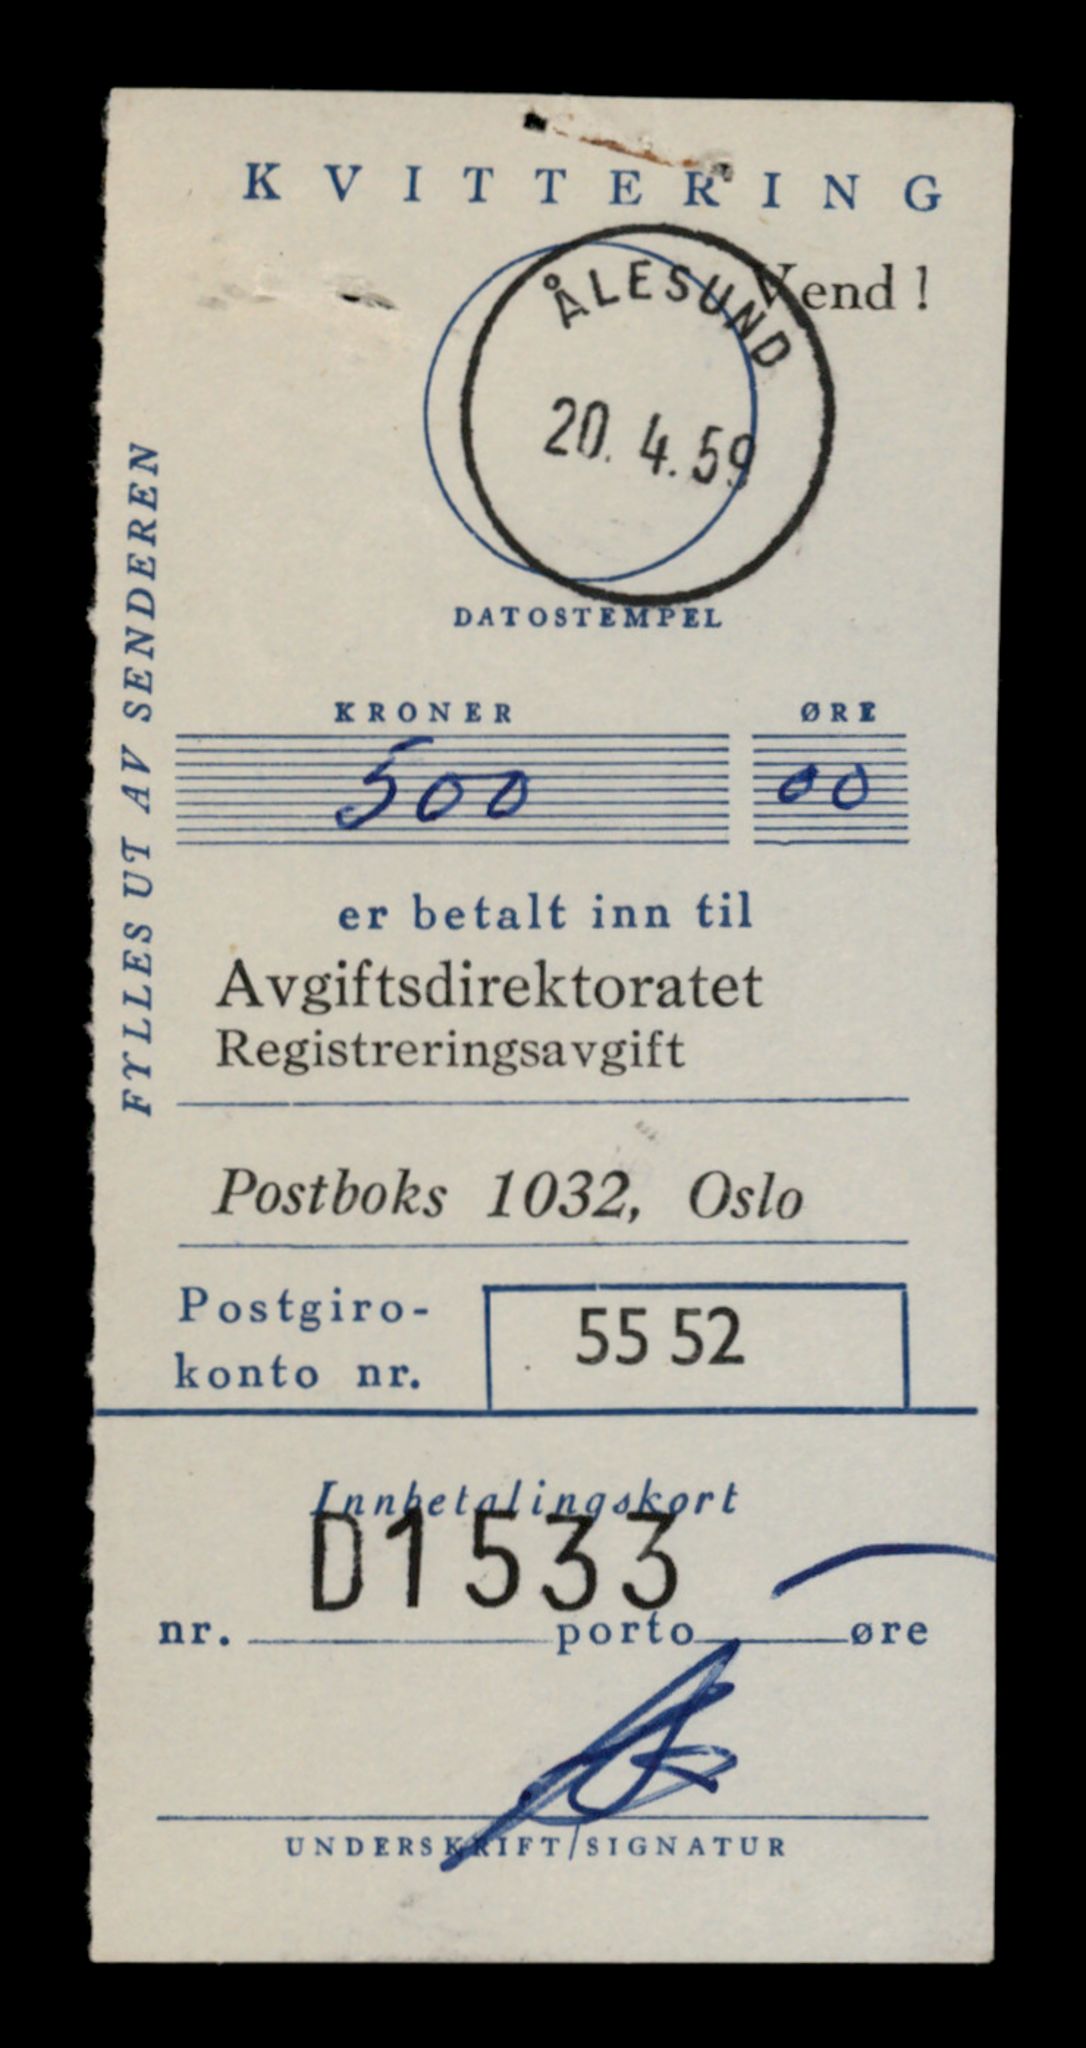 KVITTERING
Vend !
ÅLESUND
20. 4. 59
DATOSTEMPEL
FYLLES UT AV SENDEREN
KRONER ØRE
500 00
er betalt inn til
Avgiftsdirektoratet
Registreringsavgift
Postboks 1032, Oslo
Postgiro-
konto nr. 55 52
Innbetalingskort
D1533
nr. porto øre
UNDERSKRIFT/SIGNATUR